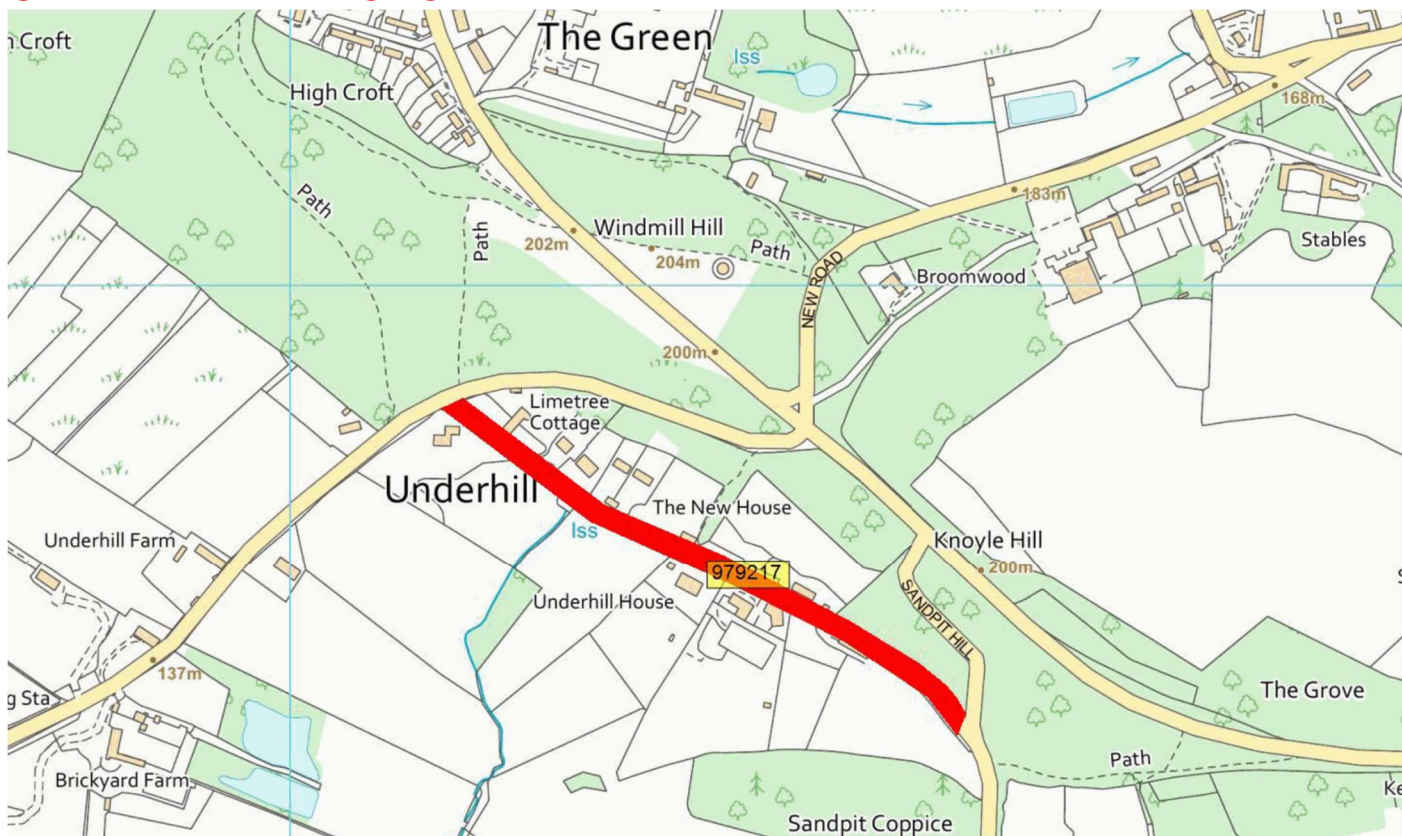 n Croft
The Green
Iss
High Croft
168m
Path
183m
Windmill Hill
202m
Path
204m
Path
Stables
NEW ROAD
Broomwood
200m
Limetree
Cottage
Underhill
The New House
Iss
Underhill Farm
Knoyle Hill
200m
979217
Underhill House
SANDPIT HILL
137m
g Sta
The Grove
Path
Brickyard Farm
Ke
Sandpit Coppice